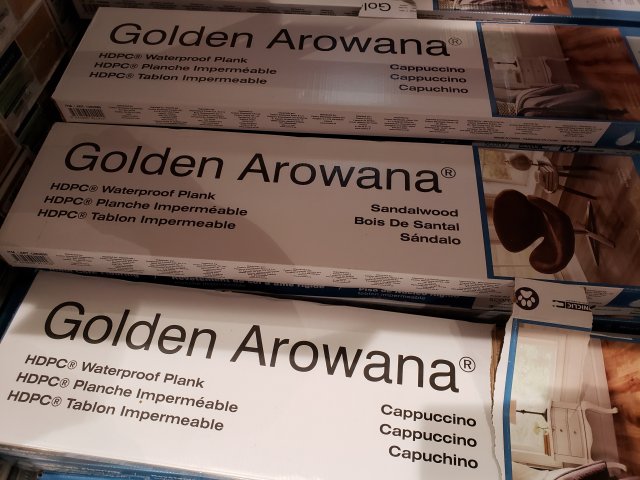 Gol
Golden Arowana®
HDPC® Waterproof Plank
HDPC® Planche Imperméable
HDPC® Tablon Impermeable
Cappuccino
Cappuccino
Capuchino
Golden Arowana®
HDPC® Waterproof Plank
HDPC® Planche Imperméable
HDPC® Tablon Impermeable
Sandalwood
Bois De Santal
Sándalo
UNICLIC
Golden Arowana®
HDPC® Waterproof Plank
HDPC® Planche Imperméable
HDPC® Tablon Impermeable
Cappuccino
Cappuccino
Capuchino